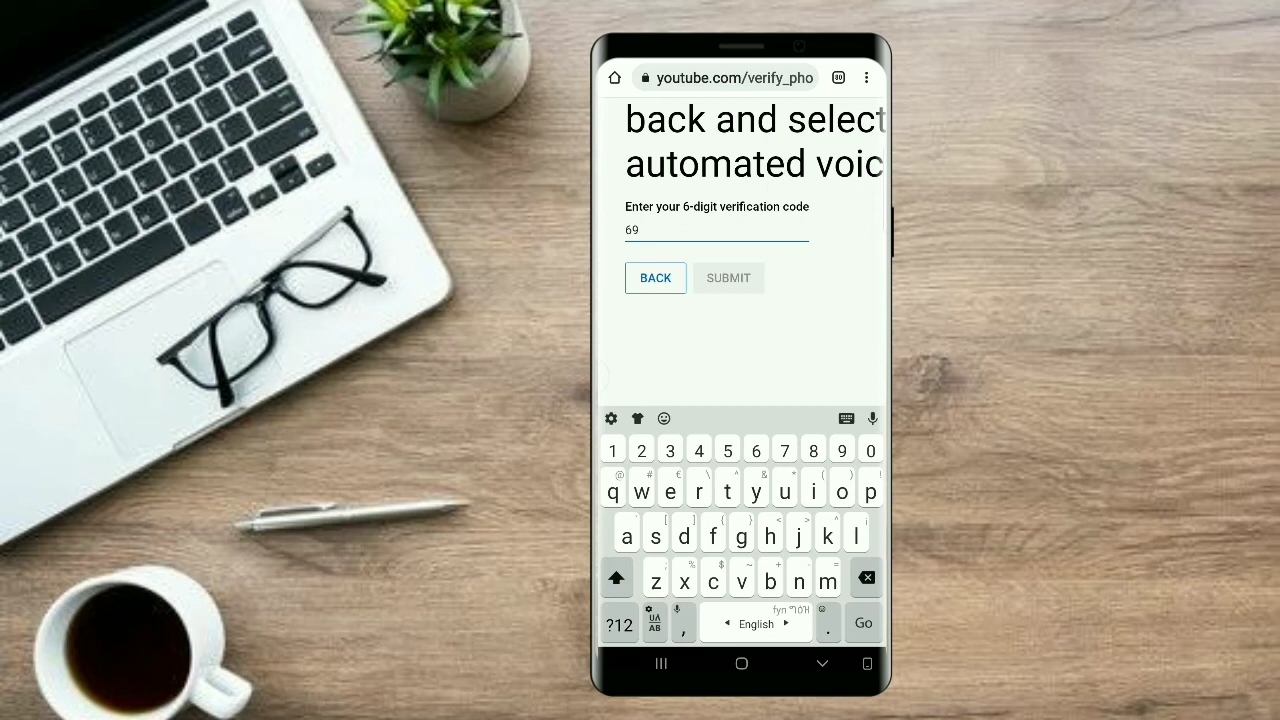 youtube.com/verify_pho
80
back and select
automated voic
Enter your 6-digit verification code
69
BACK SUBMIT
1 2 3 4 5 6 7 8 9 0
@ # € \ ^ & * ( ) !
q w e r t y u i o p
[ ] { } < > ^ ¡
a s d f g h j k l
; % $ ~ + - =
z x c v b n m
?12 UA AB , English . Go